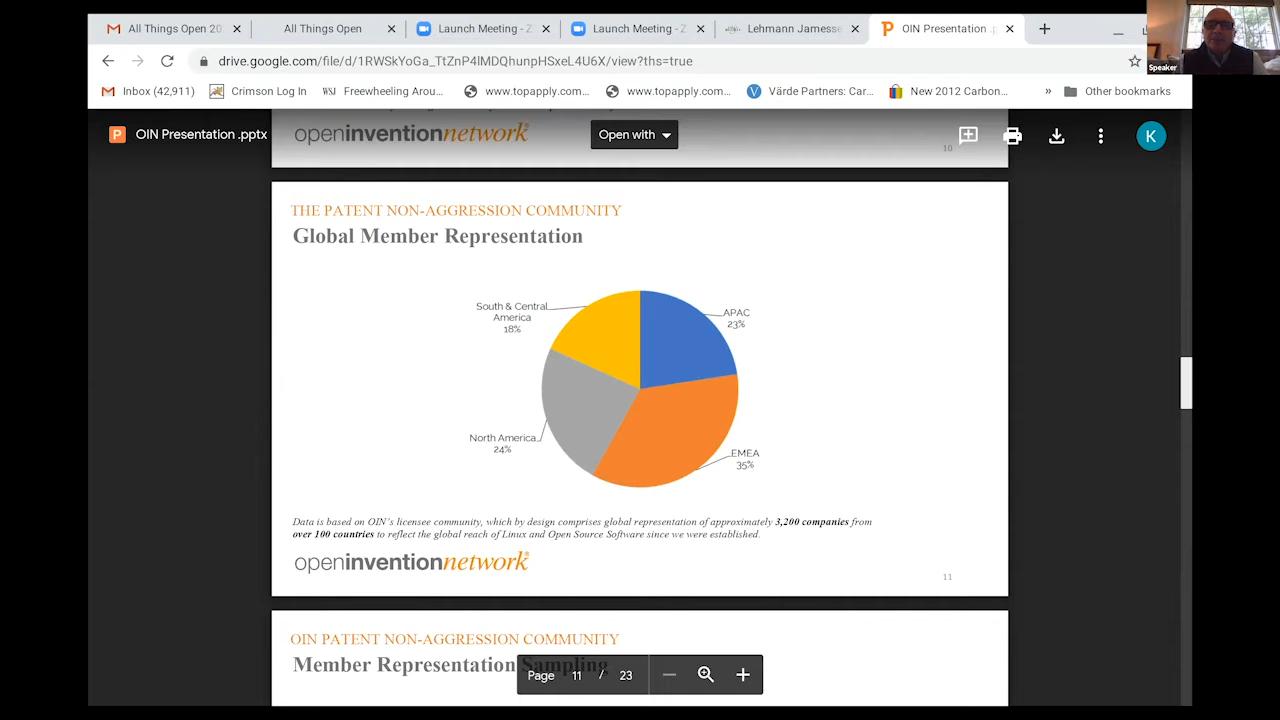 All Things Open 20
All Things Open
Launch Meeting - Z
Launch Meeting - Z
Lehmann Jamesse
OIN Presentation .p
drive.google.com/file/d/1RWSkYoGa_TtZnP4lMDQhunpHSxeL4U6X/view?ths=true
Inbox (42,911)
Crimson Log In
WSJ
Freewheeling Arou...
www.topapply.com...
www.topapply.com...
V
Värde Partners: Car...
New 2012 Carbon...
»
Other bookmarks
Speaker
P
OIN Presentation .pptx
openinventionnetwork®
Open with
K
10
THE PATENT NON-AGGRESSION COMMUNITY
Global Member Representation
South & Central
America
18%
APAC
23%
North America
24%
EMEA
35%
Data is based on OIN's licensee community, which by design comprises global representation of approximately 3,200 companies from
over 100 countries to reflect the global reach of Linux and Open Source Software since we were established.
openinventionnetwork®
11
OIN PATENT NON-AGGRESSION COMMUNITY
Member Representation Sampling
Page 11 / 23